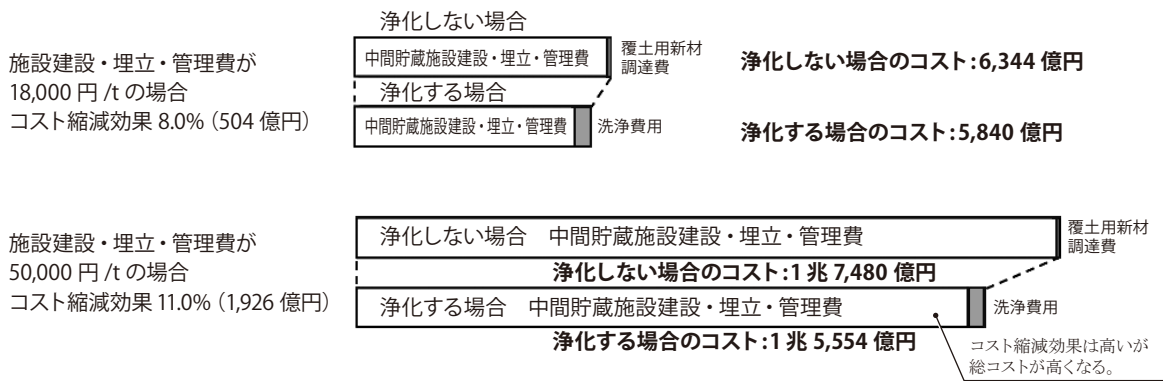 浄化しない場合
中間貯蔵施設建設・埋立・管理費
覆土用新材
調達費
施設建設・埋立・管理費が
18,000 円 /t の場合
コスト縮減効果 8.0%（504 億円）
浄化しない場合のコスト：6,344 億円
浄化する場合
中間貯蔵施設建設・埋立・管理費
洗浄費用
浄化する場合のコスト：5,840 億円
施設建設・埋立・管理費が
50,000 円 /t の場合
コスト縮減効果 11.0%（1,926 億円）
浄化しない場合　中間貯蔵施設建設・埋立・管理費
覆土用新材
調達費
浄化しない場合のコスト：1 兆 7,480 億円
浄化する場合　中間貯蔵施設建設・埋立・管理費
洗浄費用
浄化する場合のコスト：1 兆 5,554 億円
コスト縮減効果は高いが
総コストが高くなる。